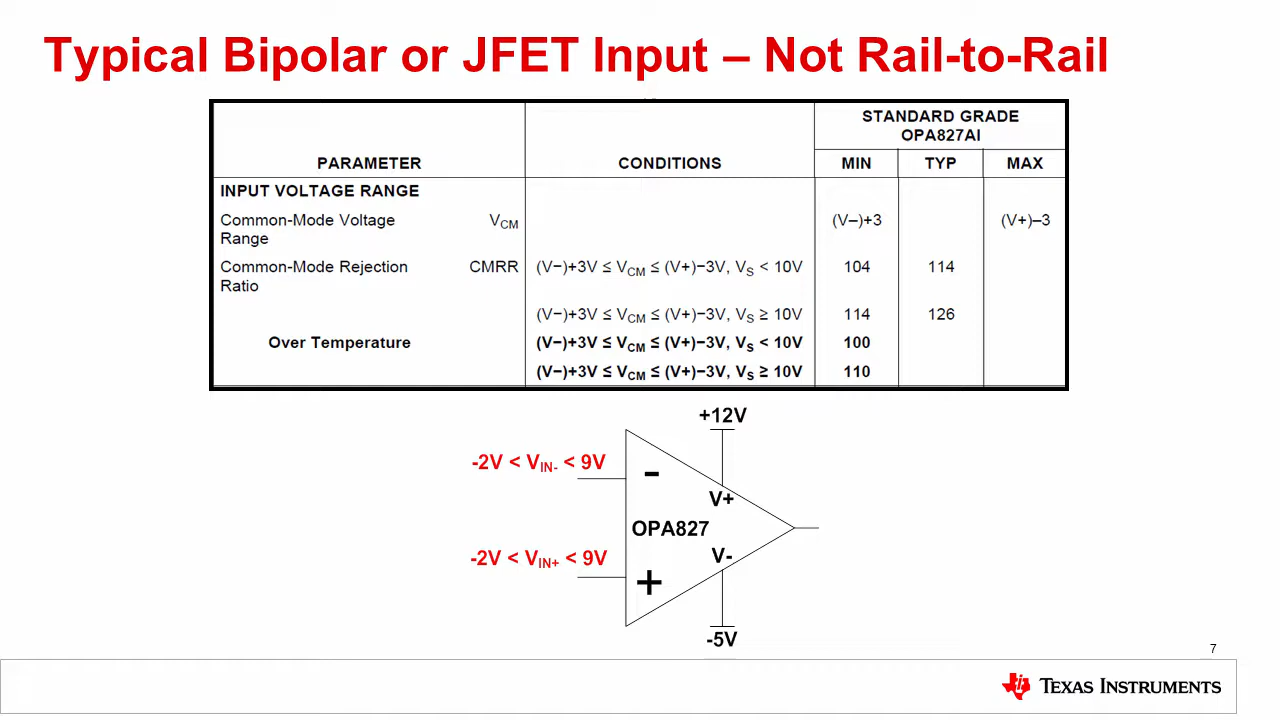 Typical Bipolar or JFET Input – Not Rail-to-Rail
STANDARD GRADE
OPA827AI
PARAMETER CONDITIONS MIN TYP MAX
INPUT VOLTAGE RANGE
Common-Mode Voltage Range VCM (V–)+3 (V+)–3
Common-Mode Rejection Ratio CMRR (V−)+3V ≤ VCM ≤ (V+)−3V, VS < 10V 104 114
(V−)+3V ≤ VCM ≤ (V+)−3V, VS ≥ 10V 114 126
Over Temperature (V−)+3V ≤ VCM ≤ (V+)−3V, VS < 10V 100
(V−)+3V ≤ VCM ≤ (V+)−3V, VS ≥ 10V 110
+12V
-2V < VIN- < 9V
-
V+
OPA827
V-
-2V < VIN+ < 9V
+
-5V
7
TEXAS INSTRUMENTS